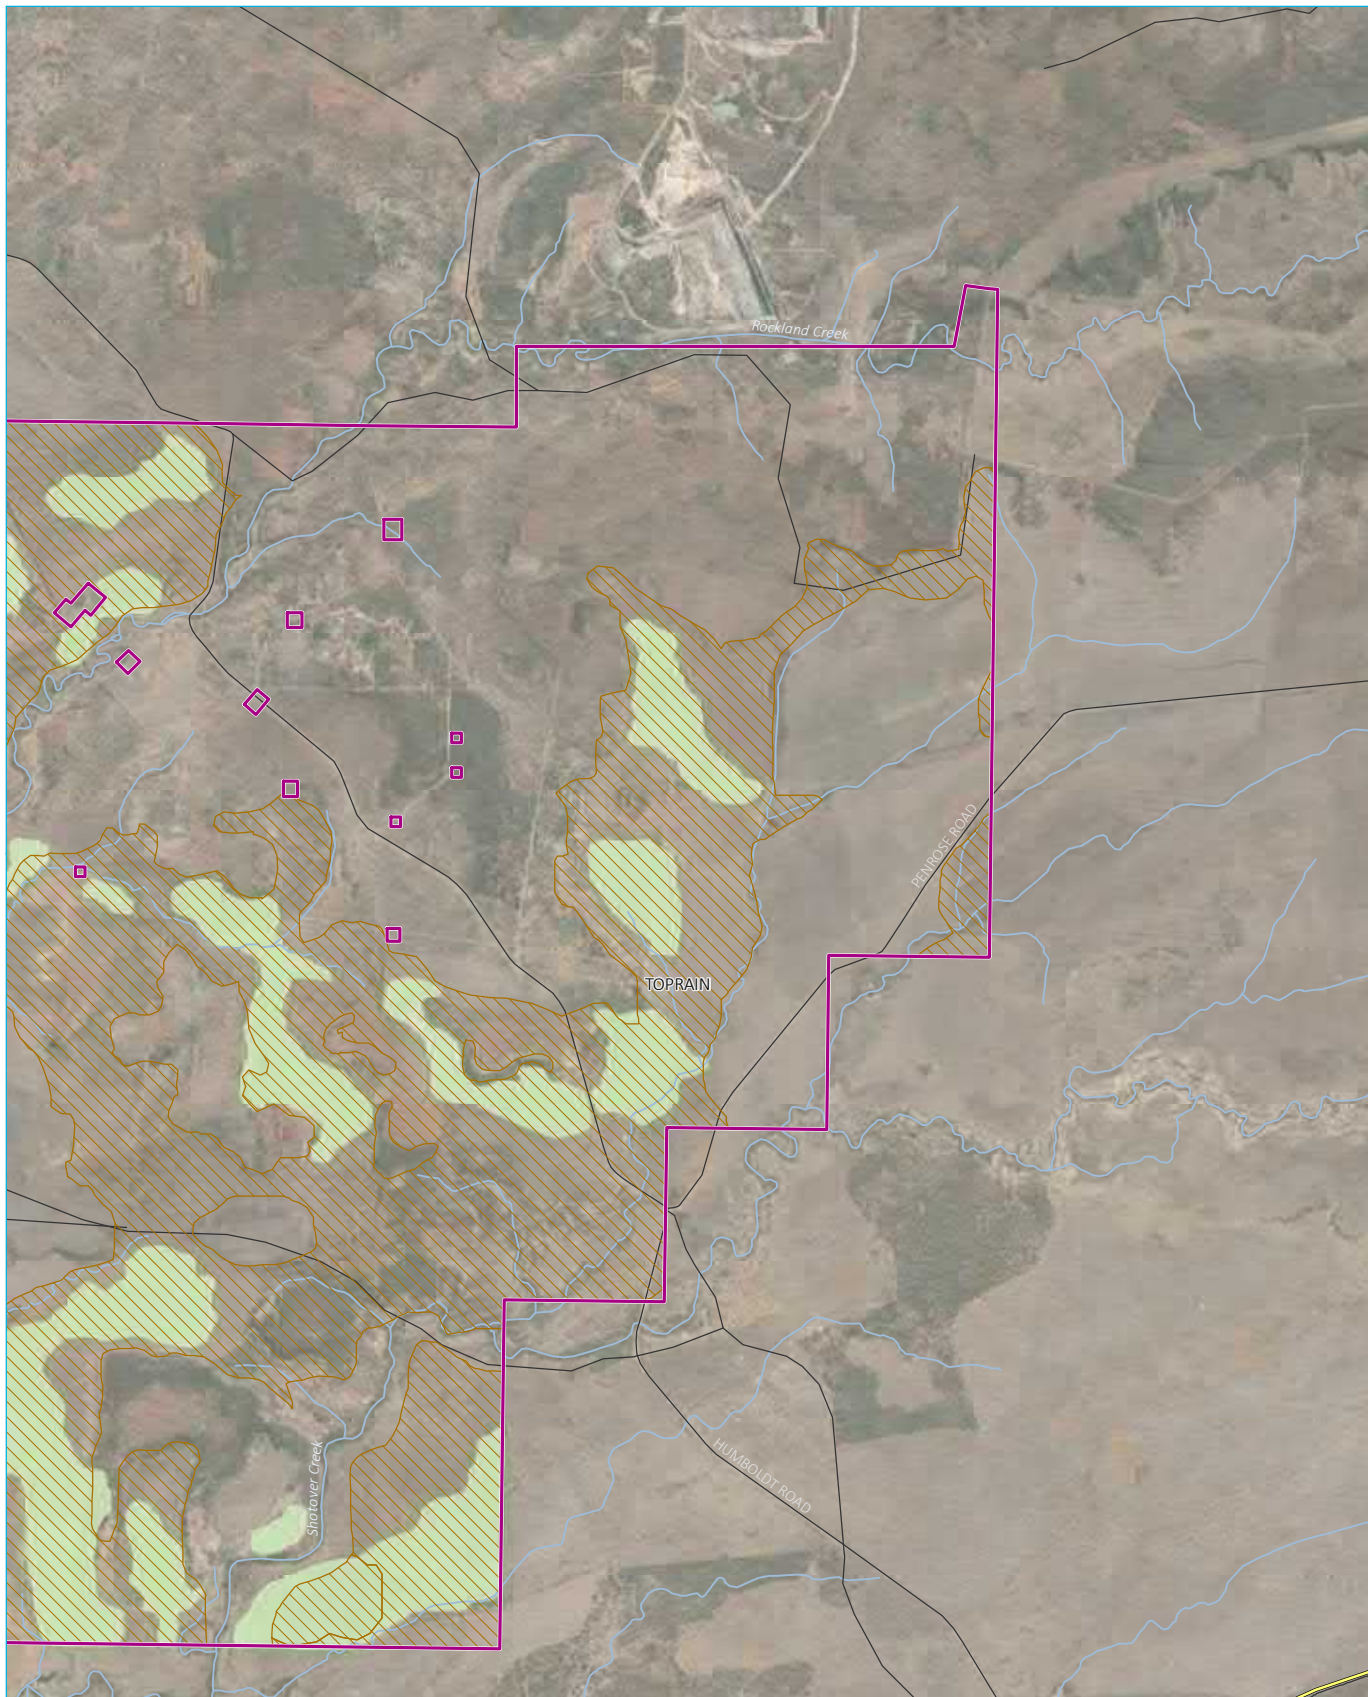 Rockland Creek
PENROSE ROAD
TOPRAIN
Shotover Creek
HUMBOLDT ROAD